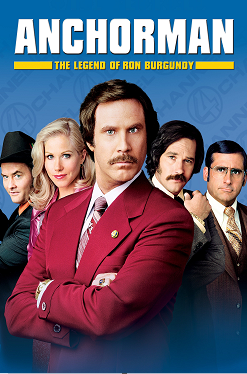 ANCHORMAN
THE LEGEND OF RON BURGUNDY